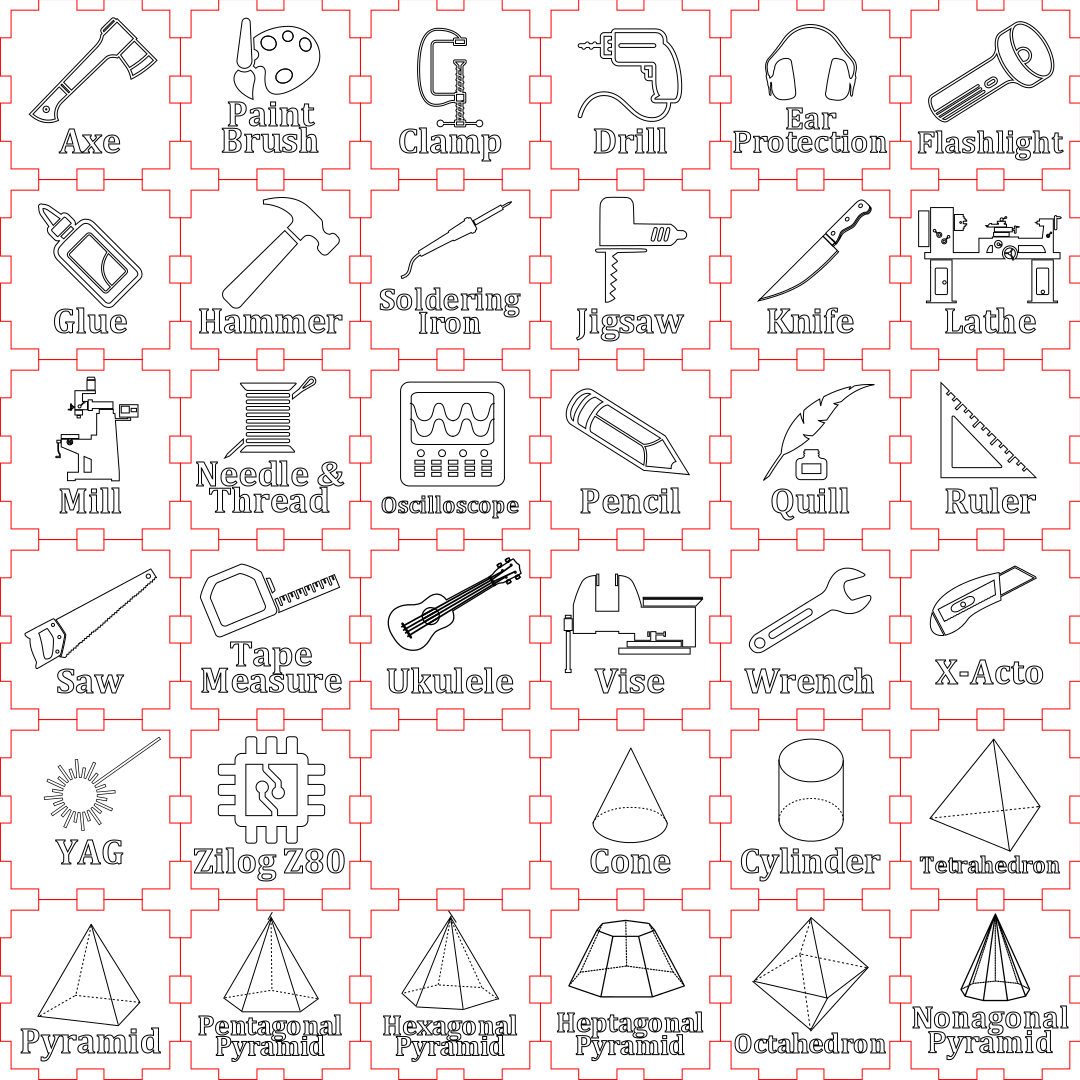 Axe
Paint
Brush
Clamp
Drill
Ear
Protection
Flashlight
Glue
Hammer
Soldering
Iron
Jigsaw
Knife
Lathe
Mill
Needle &
Thread
Oscilloscope
Pencil
Quill
Ruler
Saw
Tape
Measure
Ukulele
Vise
Wrench
X-Acto
YAG
Zilog Z80
Cone
Cylinder
Tetrahedron
Pyramid
Pentagonal
Pyramid
Hexagonal
Pyramid
Heptagonal
Pyramid
Octahedron
Nonagonal
Pyramid